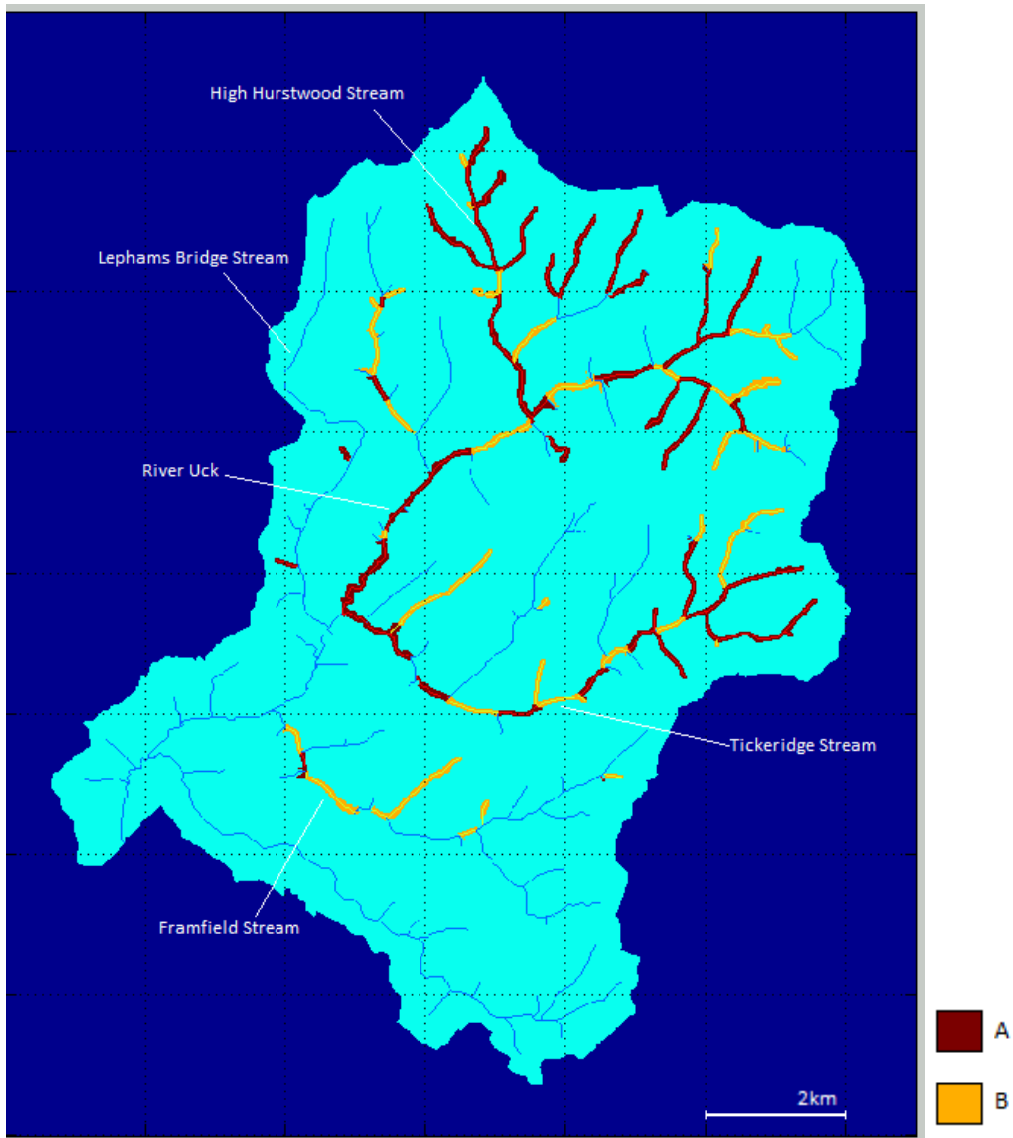 High Hurstwood Stream
Lephams Bridge Stream
River Uck
Tickeridge Stream
Framfield Stream
A
2km
B